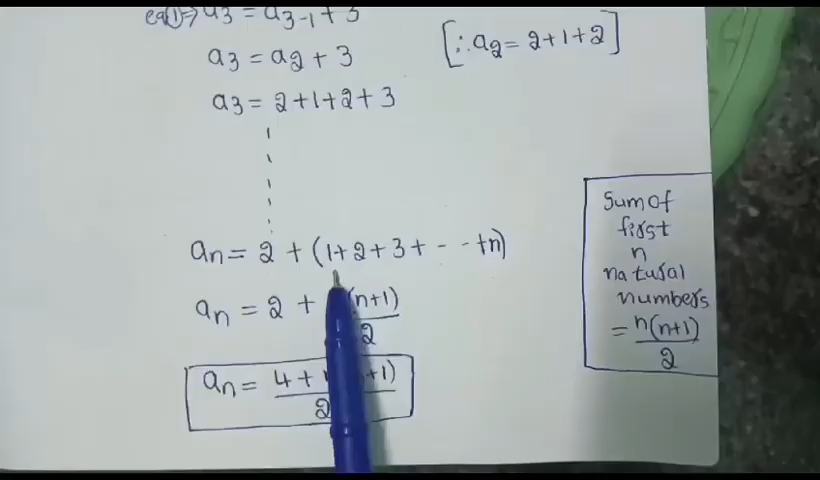 eq(1)⇒ a3 = a3-1 + 3
a3 = a2 + 3
[∴ a2 = 2+1+2]
a3 = 2+1+2+3
an = 2 + (1+2+3+ - - +n)
an = 2 + (n+1)/2
an = 4 + +1)/2
Sum of
first
n
natural
numbers
= n(n+1)/2